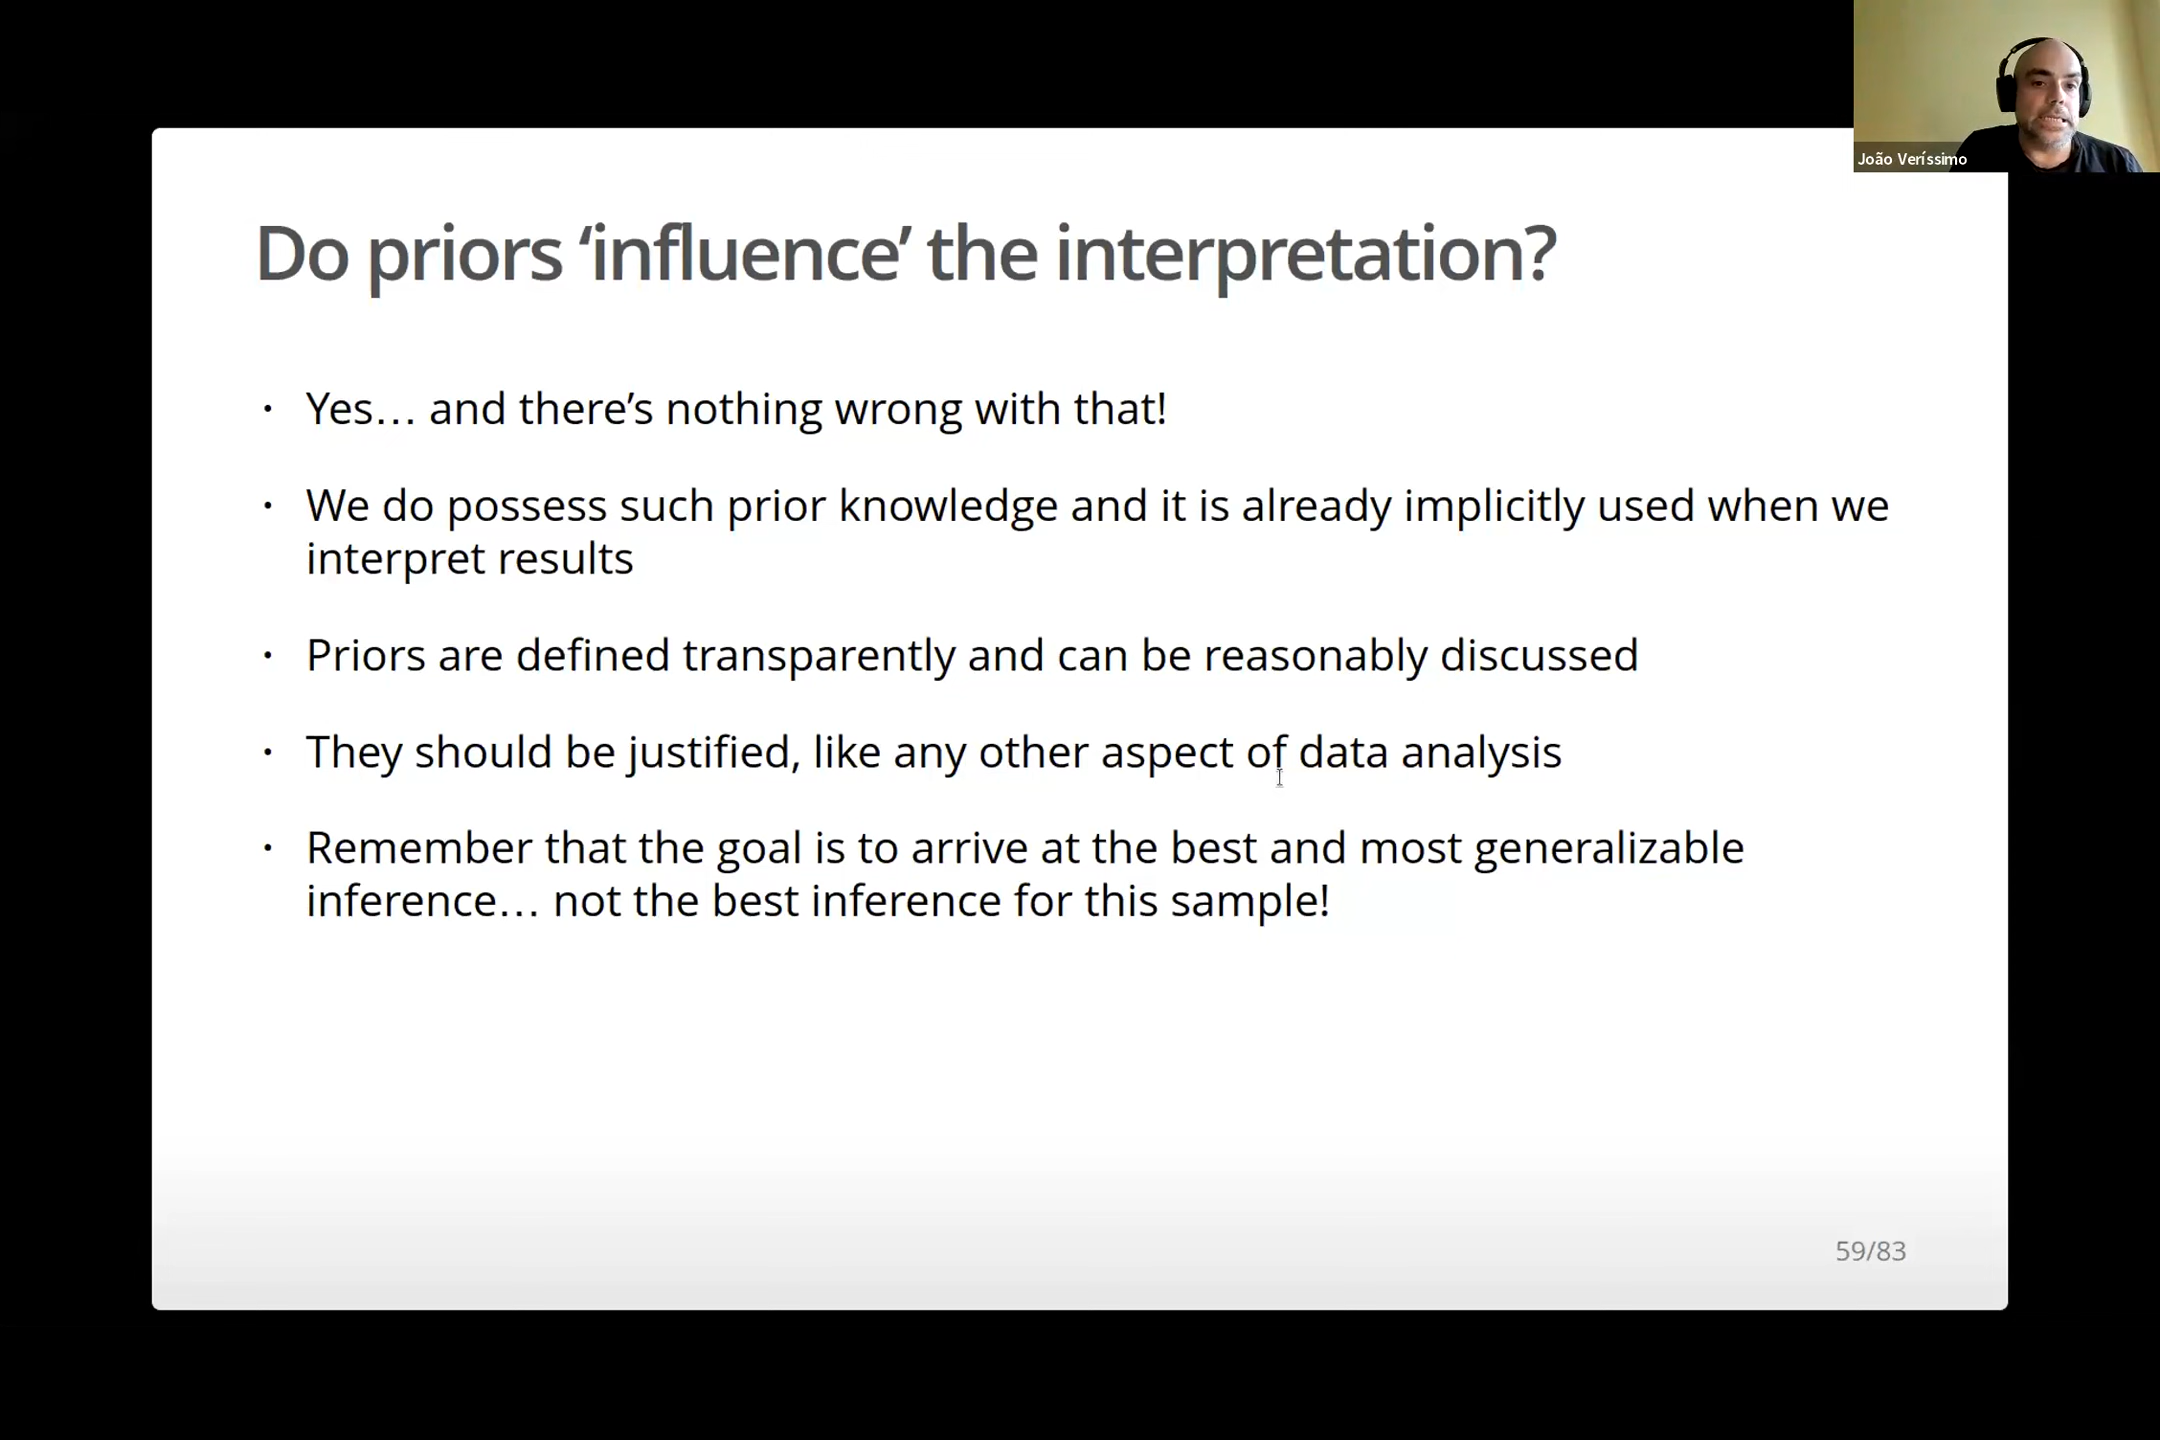 João Veríssimo
Do priors ‘influence’ the interpretation?
• Yes… and there’s nothing wrong with that!
• We do possess such prior knowledge and it is already implicitly used when we
interpret results
• Priors are defined transparently and can be reasonably discussed
• They should be justified, like any other aspect of data analysis
• Remember that the goal is to arrive at the best and most generalizable
inference… not the best inference for this sample!
59/83